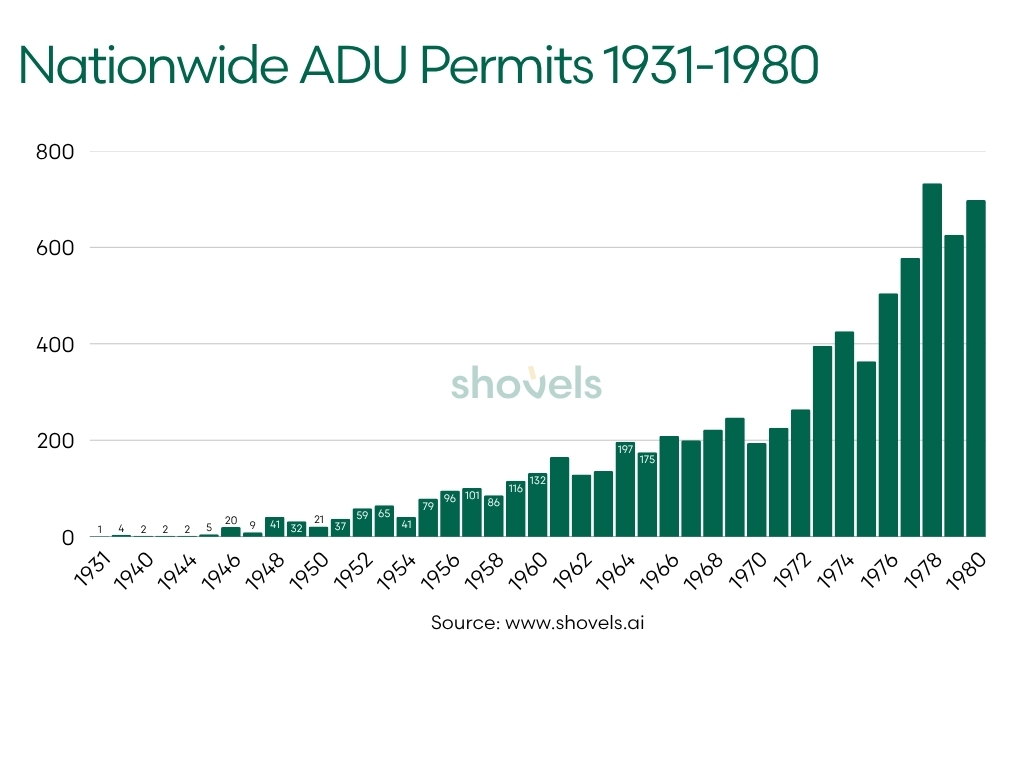 Nationwide ADU Permits 1931-1980
800
600
400
200
0
shovels
1 4 2 2 2 5 20 9 41 32 21 37 59 65 41 79 96 101 86 116 132 197 175
1931 1940 1944 1946 1948 1950 1952 1954 1956 1958 1960 1962 1964 1966 1968 1970 1972 1974 1976 1978 1980
Source: www.shovels.ai